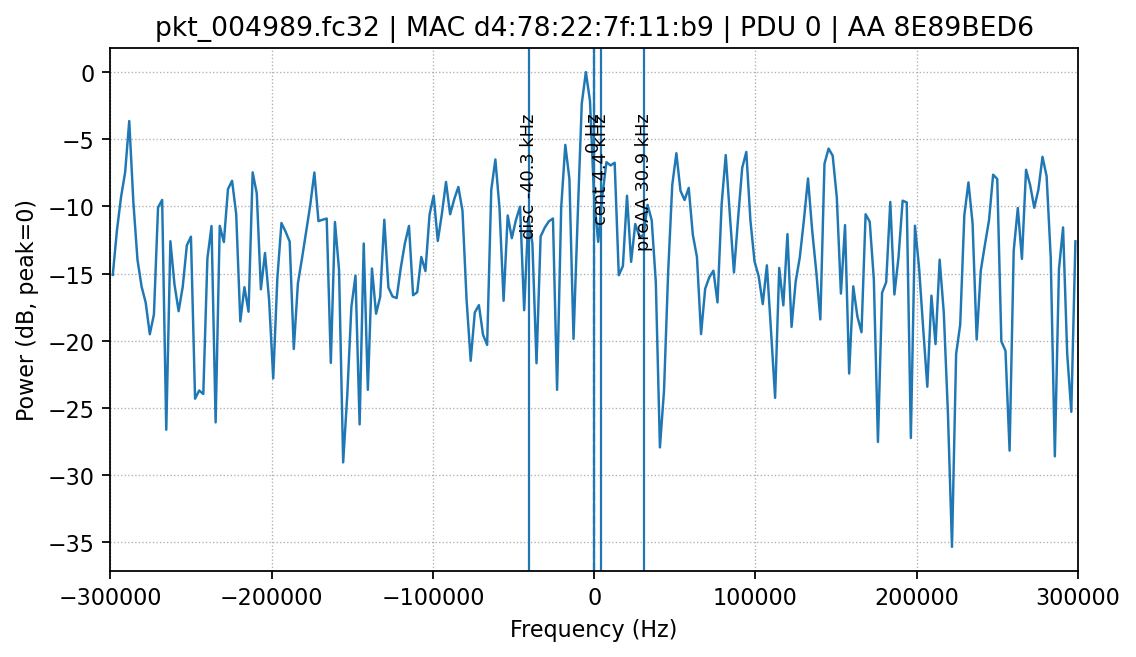 pkt_004989.fc32 | MAC d4:78:22:7f:11:b9 | PDU 0 | AA 8E89BED6
Power (dB, peak=0)
0
−5
−10
−15
−20
−25
−30
−35
disc -40.3 kHz
0 Hz
cent 4.4 kHz
preAA 30.9 kHz
−300000
−200000
−100000
0
100000
200000
300000
Frequency (Hz)